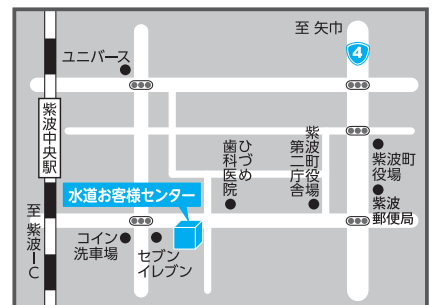 至 矢巾
4
ユニバース
紫波中央駅
ひづめ
歯科医院
紫波町役場
第二庁舎
紫波町
役場
紫波
郵便局
水道お客様センター
至 紫波IC
コイン
洗車場
セブン
イレブン